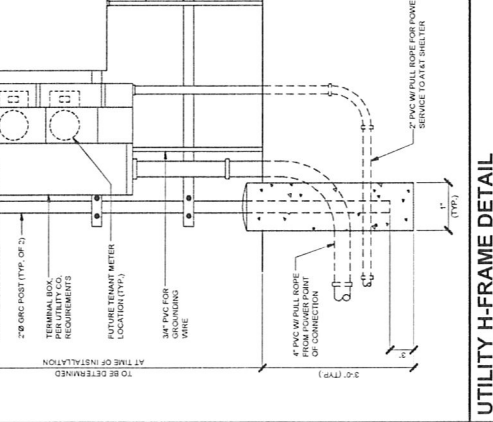 2"Ø GRC POST (TYP. OF 2)
TERMINAL BOX,
PER UTILITY CO.
REQUIREMENTS
FUTURE TENANT METER
LOCATION (TYP.)
3/4" PVC FOR
GROUNDING
WIRE
4" PVC W/ PULL ROPE
FROM POWER POINT
OF CONNECTION
2" PVC W/ PULL ROPE FOR POWE
SERVICE TO AT&T SHELTER
TO BE DETERMINED
AT TIME OF INSTALLATION
3'-0" (TYP.)
3"
1"
(TYP.)
UTILITY H-FRAME DETAIL